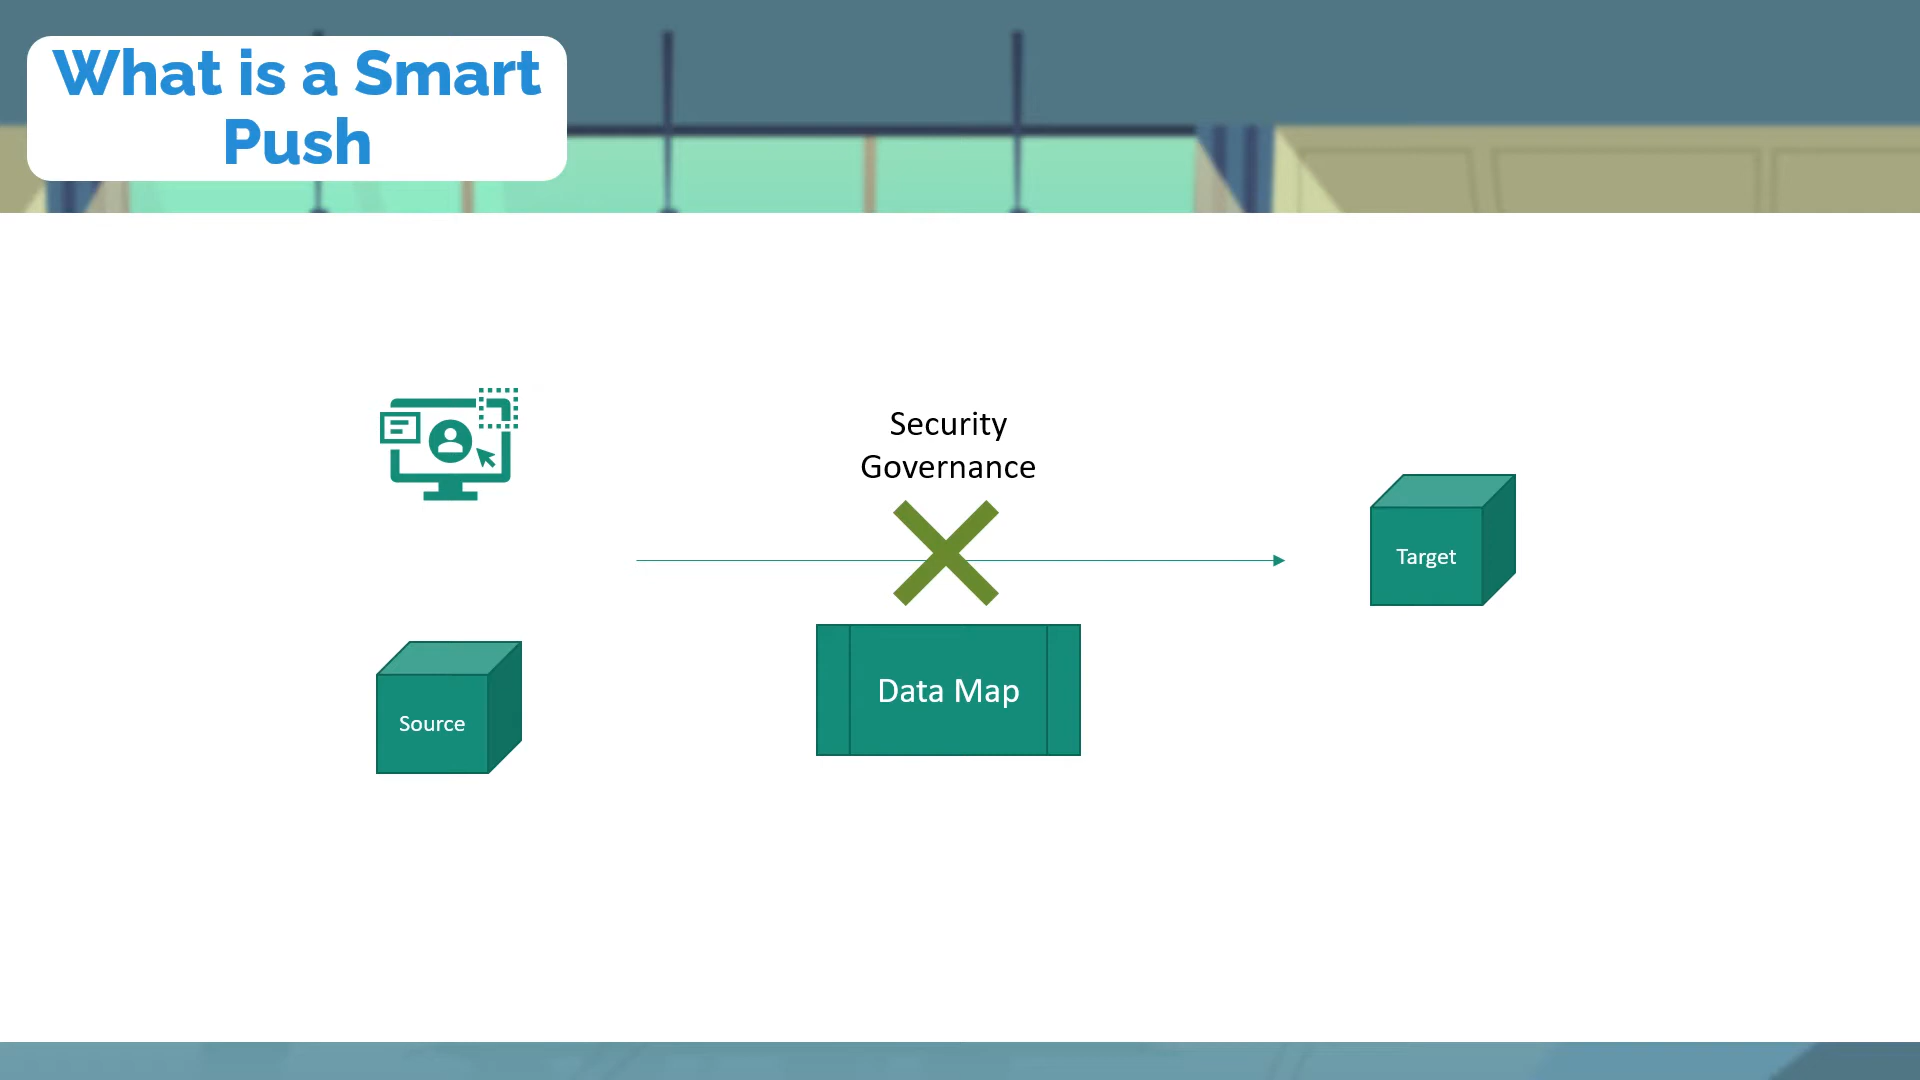 What is a Smart
Push
Security
Governance
Target
Data Map
Source